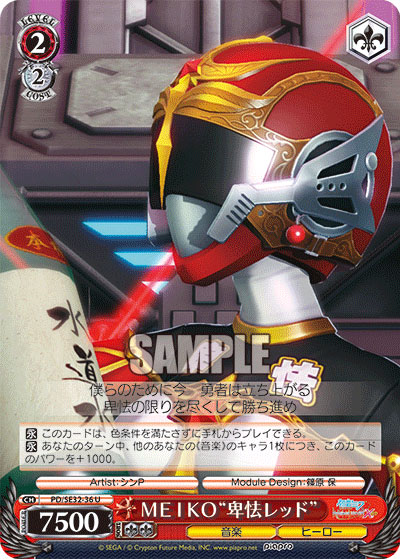 LEVEL
2
2
COST
本
SAMPLE
僕らのために今、勇者は立ち上がる
卑怯の限りを尽くして勝ち進め
永 このカードは、色条件を満たさずに手札からプレイできる。
永 あなたのターン中、他のあなたの《音楽》のキャラ1枚につき、このカードのパワーを+1000。
Artist:シンP
Module Design:篠原 保
CH
PD/SE32-36 U
7500
MEIKO“卑怯レッド”
音楽
ヒーロー
© SEGA / © Crypton Future Media, INC. www.piapro.net
piapro